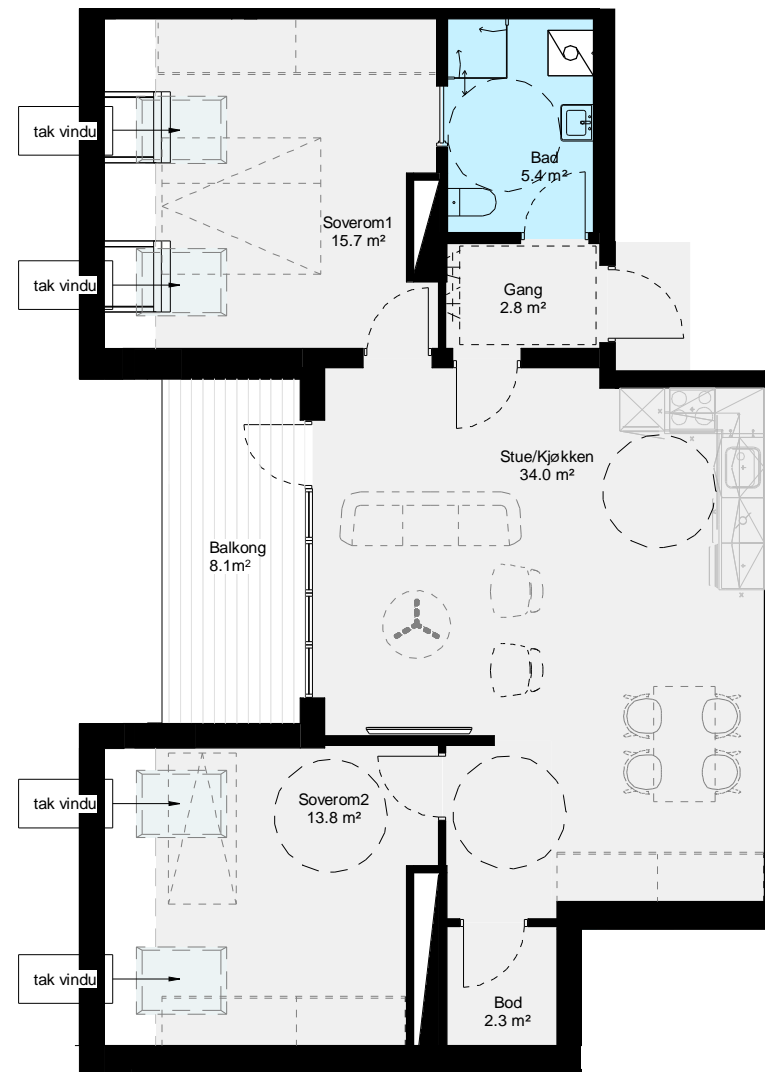 tak vindu
Bad
5.4 m²
Soverom1
15.7 m²
tak vindu
Gang
2.8 m²
Stue/Kjøkken
34.0 m²
Balkong
8.1m²
tak vindu
Soverom2
13.8 m²
tak vindu
Bod
2.3 m²